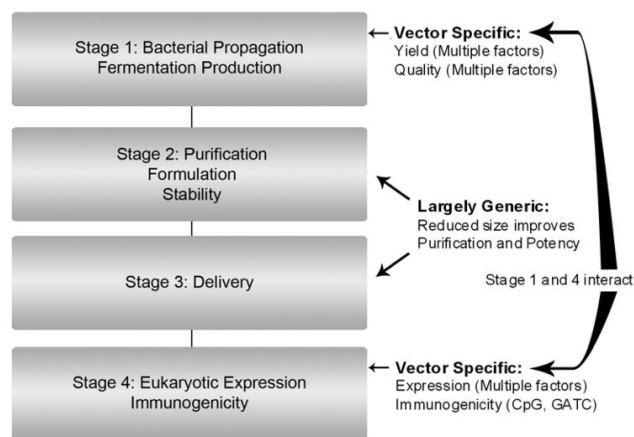 Stage 1: Bacterial Propagation
Fermentation Production
Vector Specific:
Yield (Multiple factors)
Quality (Multiple factors)
Stage 2: Purification
Formulation
Stability
Largely Generic:
Reduced size improves
Purification and Potency
Stage 3: Delivery
Stage 1 and 4 interact
Stage 4: Eukaryotic Expression
Immunogenicity
Vector Specific:
Expression (Multiple factors)
Immunogenicity (CpG, GATC)